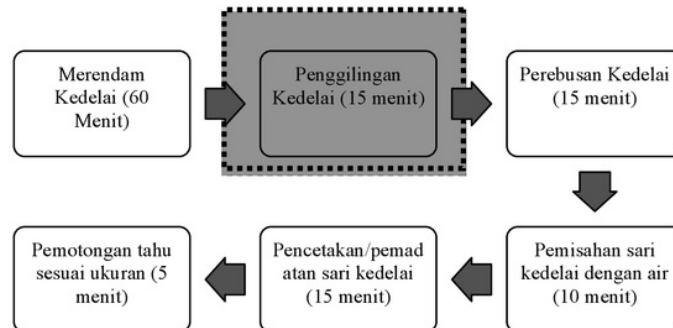 Merendam
Kedelai (60
Menit)
Penggilingan
Kedelai (15 menit)
Perebusan Kedelai
(15 menit)
Pemisahan sari
kedelai dengan air
(10 menit)
Pencetakan/pemad
atan sari kedelai
(15 menit)
Pemotongan tahu
sesuai ukuran (5
menit)